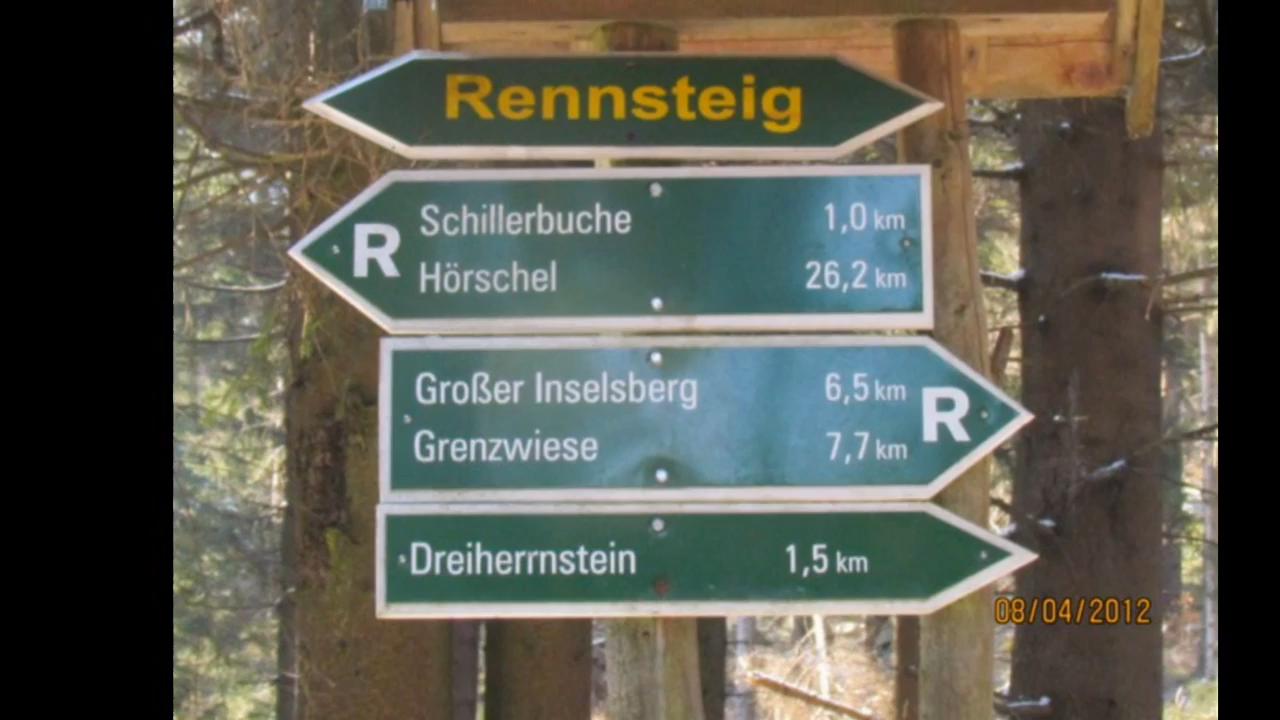 Rennsteig
R Schillerbuche 1,0 km
Hörschel 26,2 km
Großer Inselsberg 6,5 km R
Grenzwiese 7,7 km
Dreiherrnstein 1,5 km
08/04/2012